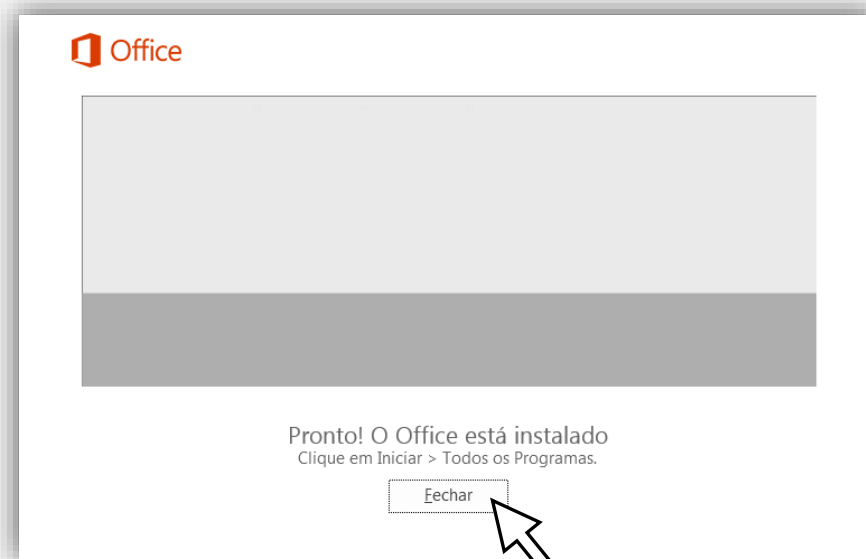 Office
Pronto! O Office está instalado
Clique em Iniciar > Todos os Programas.
Fechar